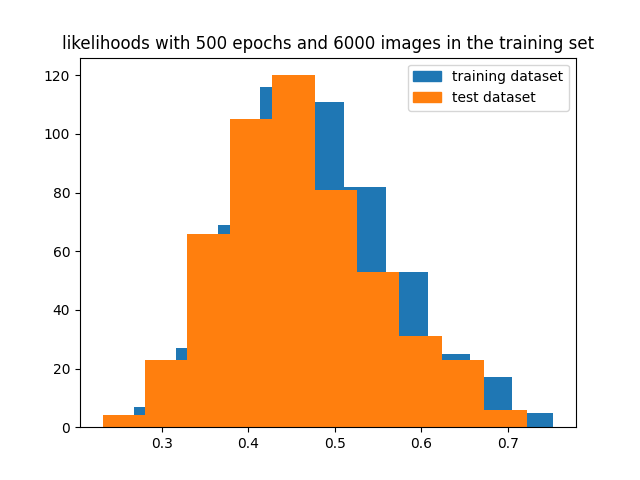 likelihoods with 500 epochs and 6000 images in the training set
training dataset
test dataset
120
100
80
60
40
20
0
0.3 0.4 0.5 0.6 0.7